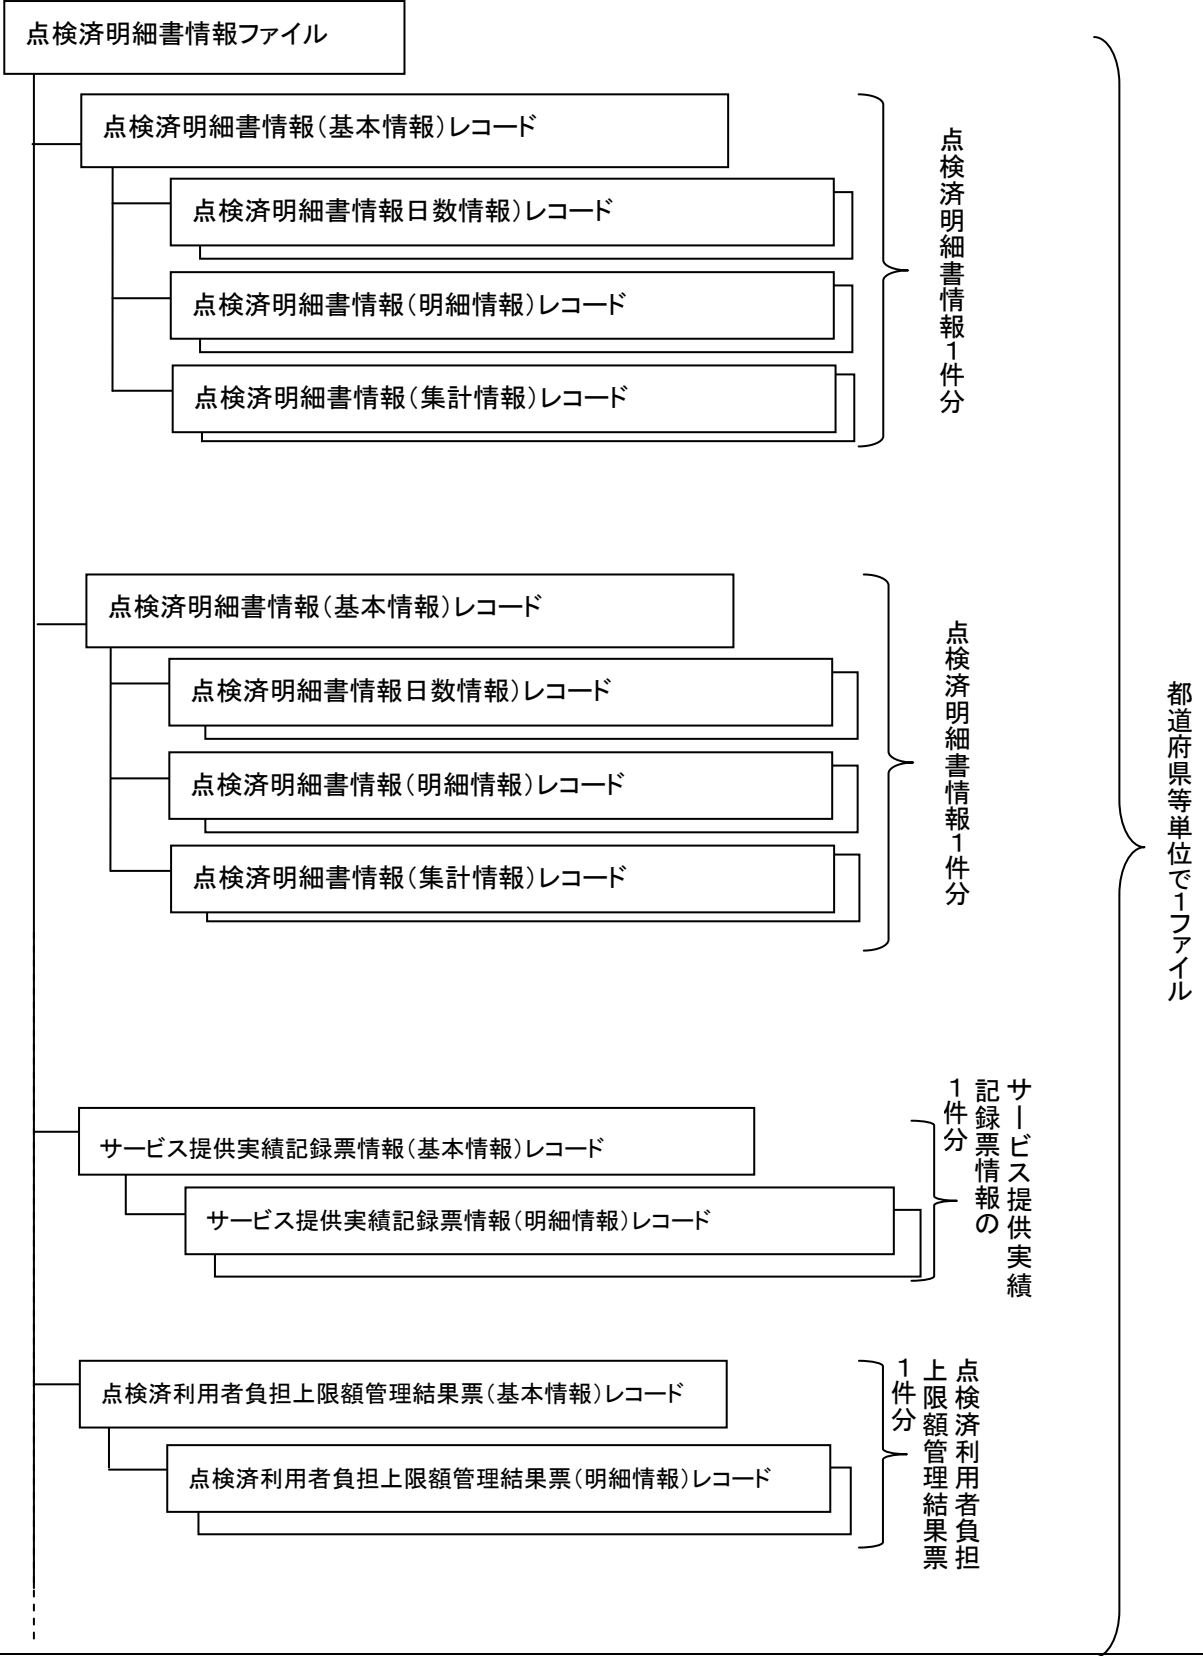 点検済明細書情報ファイル
点検済明細書情報（基本情報）レコード
点検済明細書情報日数情報）レコード
点検済明細書情報（明細情報）レコード
点検済明細書情報（集計情報）レコード
点検済明細書情報１件分
点検済明細書情報（基本情報）レコード
点検済明細書情報日数情報）レコード
点検済明細書情報（明細情報）レコード
点検済明細書情報（集計情報）レコード
点検済明細書情報１件分
都道府県等単位で１ファイル
サービス提供実績記録票情報（基本情報）レコード
サービス提供実績記録票情報（明細情報）レコード
サービス提供実績
記録票情報の
１件分
点検済利用者負担上限額管理結果票（基本情報）レコード
点検済利用者負担上限額管理結果票（明細情報）レコード
点検済利用者負担
上限額管理結果票
１件分